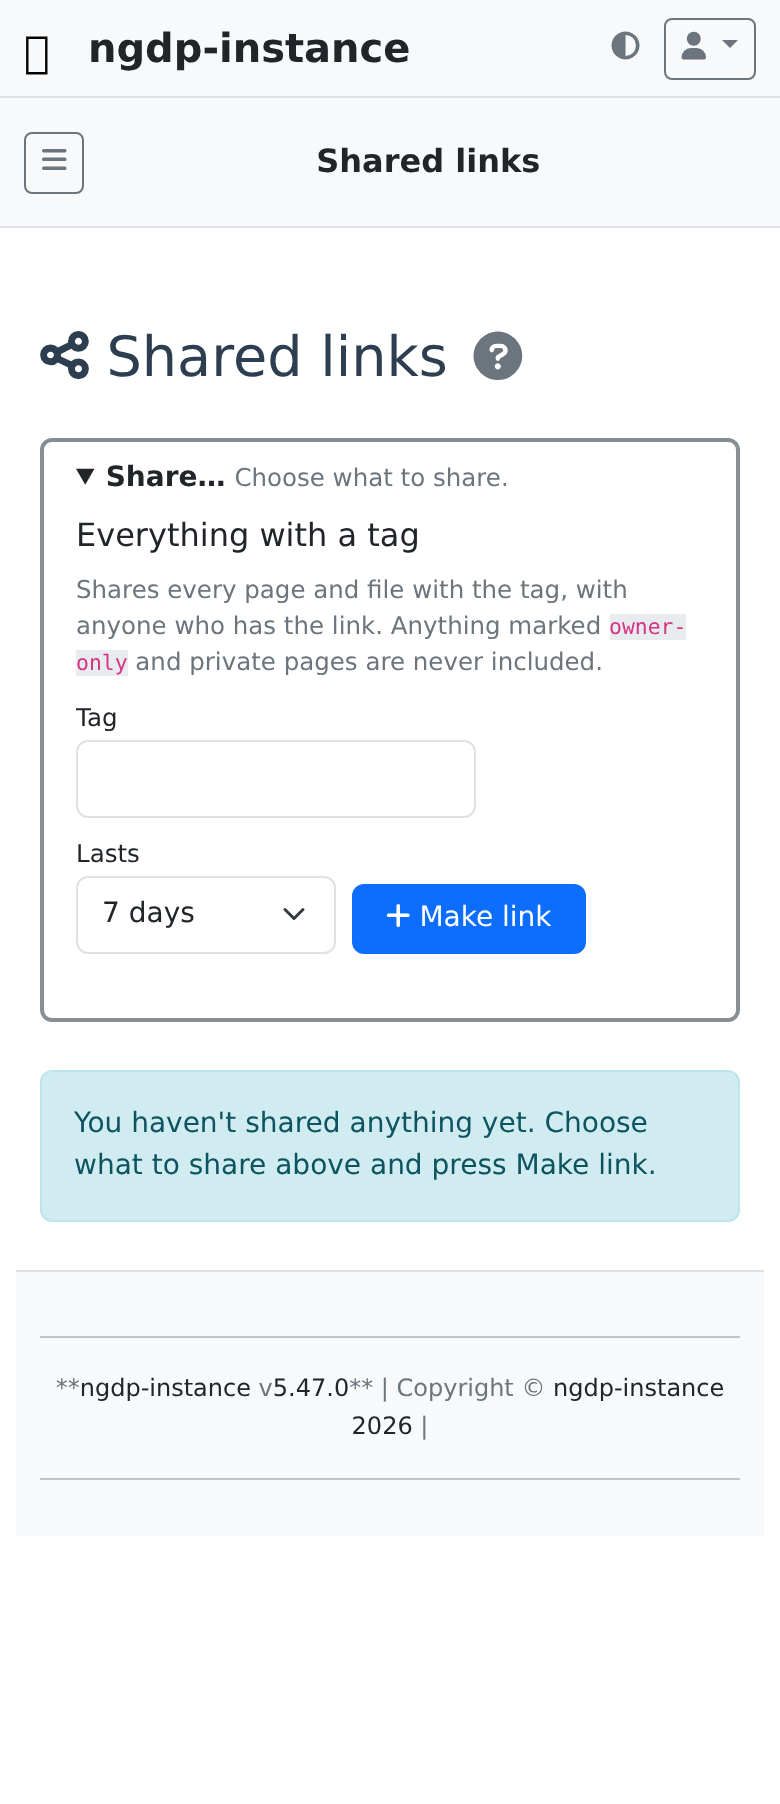 ngdp-instance
Shared links
Shared links ?
▼ Share… Choose what to share.
Everything with a tag
Shares every page and file with the tag, with
anyone who has the link. Anything marked owner-
only and private pages are never included.
Tag
Lasts
7 days
+ Make link
You haven't shared anything yet. Choose
what to share above and press Make link.
**ngdp-instance v5.47.0** | Copyright © ngdp-instance
2026 |